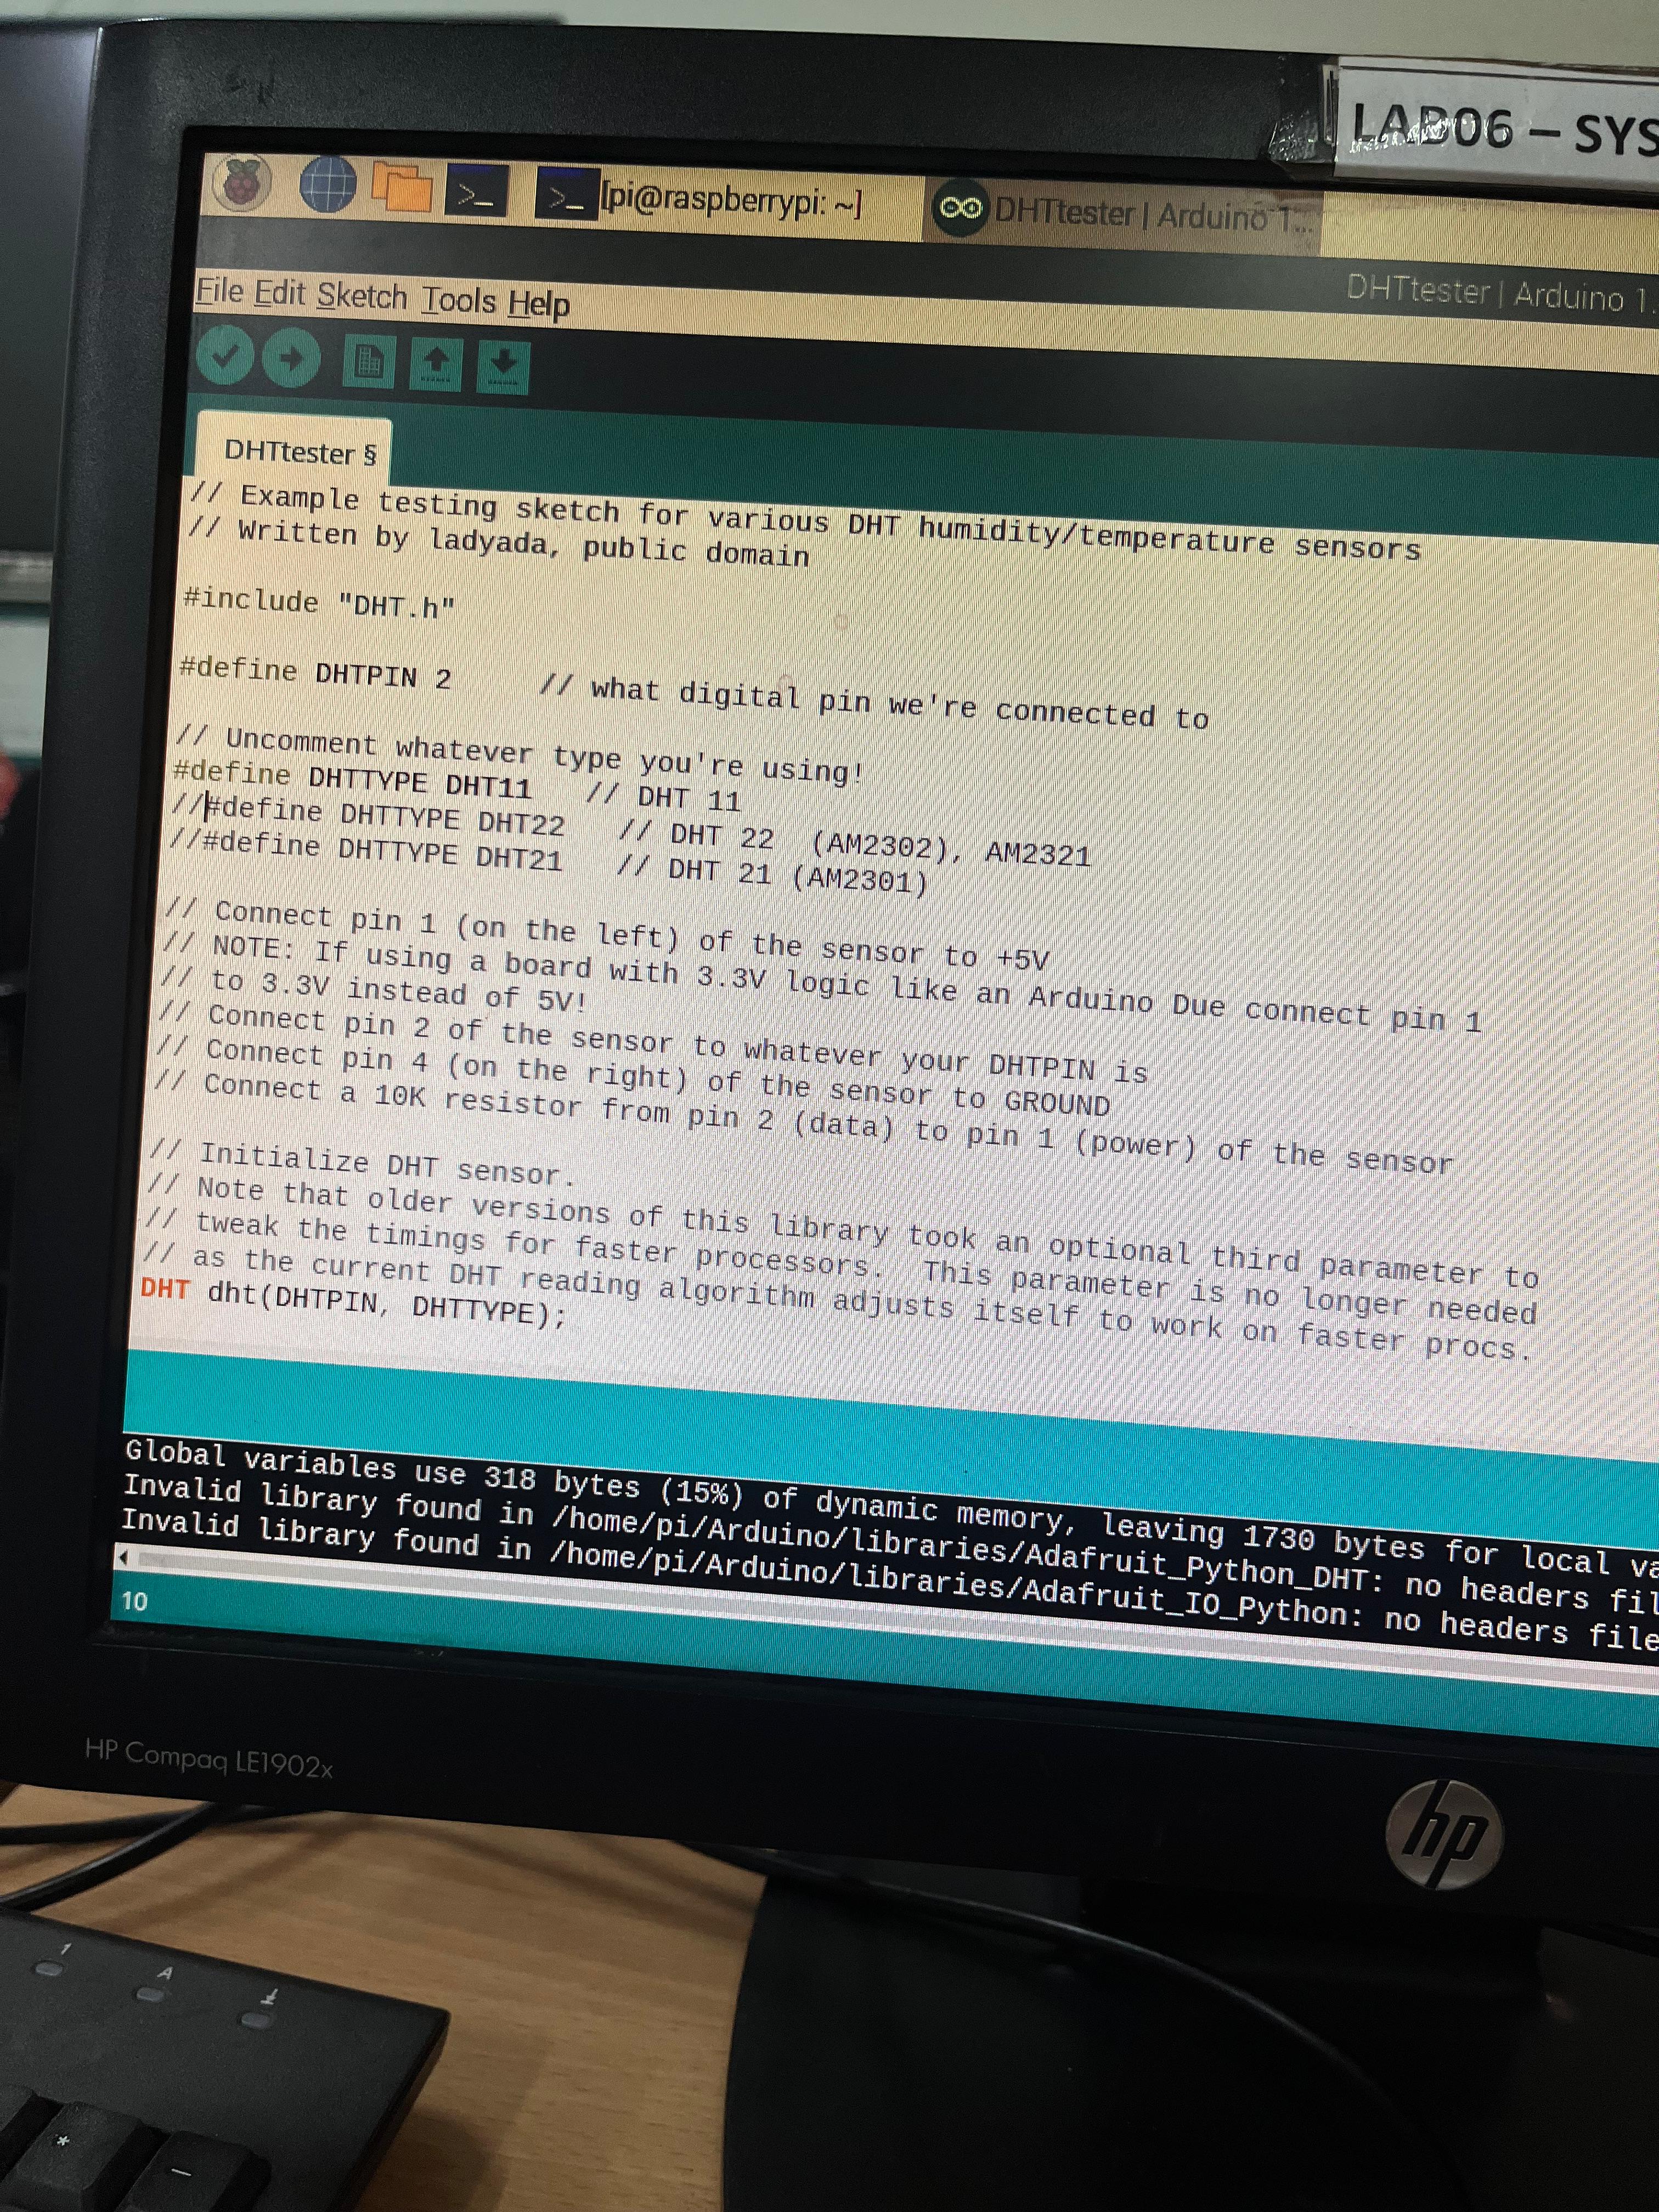 LAB06 – SYS
[pi@raspberrypi: ~]
DHTtester | Arduino 1...
DHTtester | Arduino 1.
File Edit Sketch Tools Help
DHTtester §
// Example testing sketch for various DHT humidity/temperature sensors
// Written by ladyada, public domain
#include "DHT.h"
#define DHTPIN 2     // what digital pin we're connected to
// Uncomment whatever type you're using!
#define DHTTYPE DHT11   // DHT 11
//#define DHTTYPE DHT22   // DHT 22  (AM2302), AM2321
//#define DHTTYPE DHT21   // DHT 21 (AM2301)
// Connect pin 1 (on the left) of the sensor to +5V
// NOTE: If using a board with 3.3V logic like an Arduino Due connect pin 1
// to 3.3V instead of 5V!
// Connect pin 2 of the sensor to whatever your DHTPIN is
// Connect pin 4 (on the right) of the sensor to GROUND
// Connect a 10K resistor from pin 2 (data) to pin 1 (power) of the sensor
// Initialize DHT sensor.
// Note that older versions of this library took an optional third parameter to
// tweak the timings for faster processors.  This parameter is no longer needed
// as the current DHT reading algorithm adjusts itself to work on faster procs.
DHT dht(DHTPIN, DHTTYPE);
Global variables use 318 bytes (15%) of dynamic memory, leaving 1730 bytes for local va
Invalid library found in /home/pi/Arduino/libraries/Adafruit_Python_DHT: no headers fil
Invalid library found in /home/pi/Arduino/libraries/Adafruit_IO_Python: no headers file
10
HP Compaq LE1902x
hp
1
A
*
–